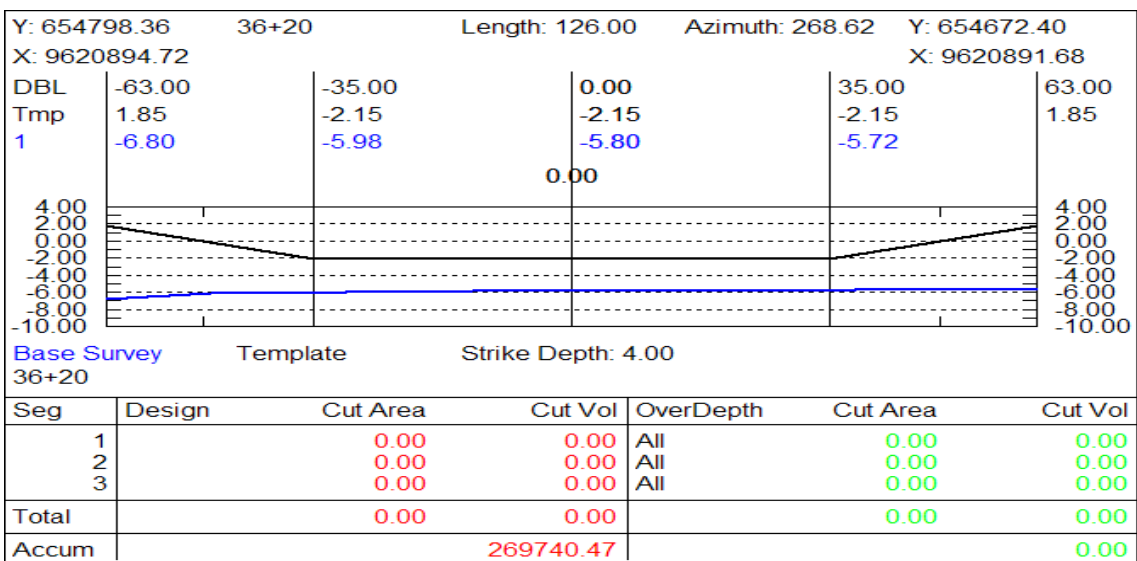 Y: 654798.36 36+20 Length: 126.00 Azimuth: 268.62 Y: 654672.40
X: 9620894.72 X: 9620891.68
DBL -63.00 -35.00 0.00 35.00 63.00
Tmp 1.85 -2.15 -2.15 -2.15 1.85
1 -6.80 -5.98 -5.80 -5.72
0.00
4.00 4.00
2.00 2.00
0.00 0.00
-2.00 -2.00
-4.00 -4.00
-6.00 -6.00
-8.00 -8.00
-10.00 -10.00
Base Survey Template Strike Depth: 4.00
36+20
Seg Design Cut Area Cut Vol OverDepth Cut Area Cut Vol
1 0.00 0.00 All 0.00 0.00
2 0.00 0.00 All 0.00 0.00
3 0.00 0.00 All 0.00 0.00
Total 0.00 0.00 0.00 0.00
Accum 269740.47 0.00